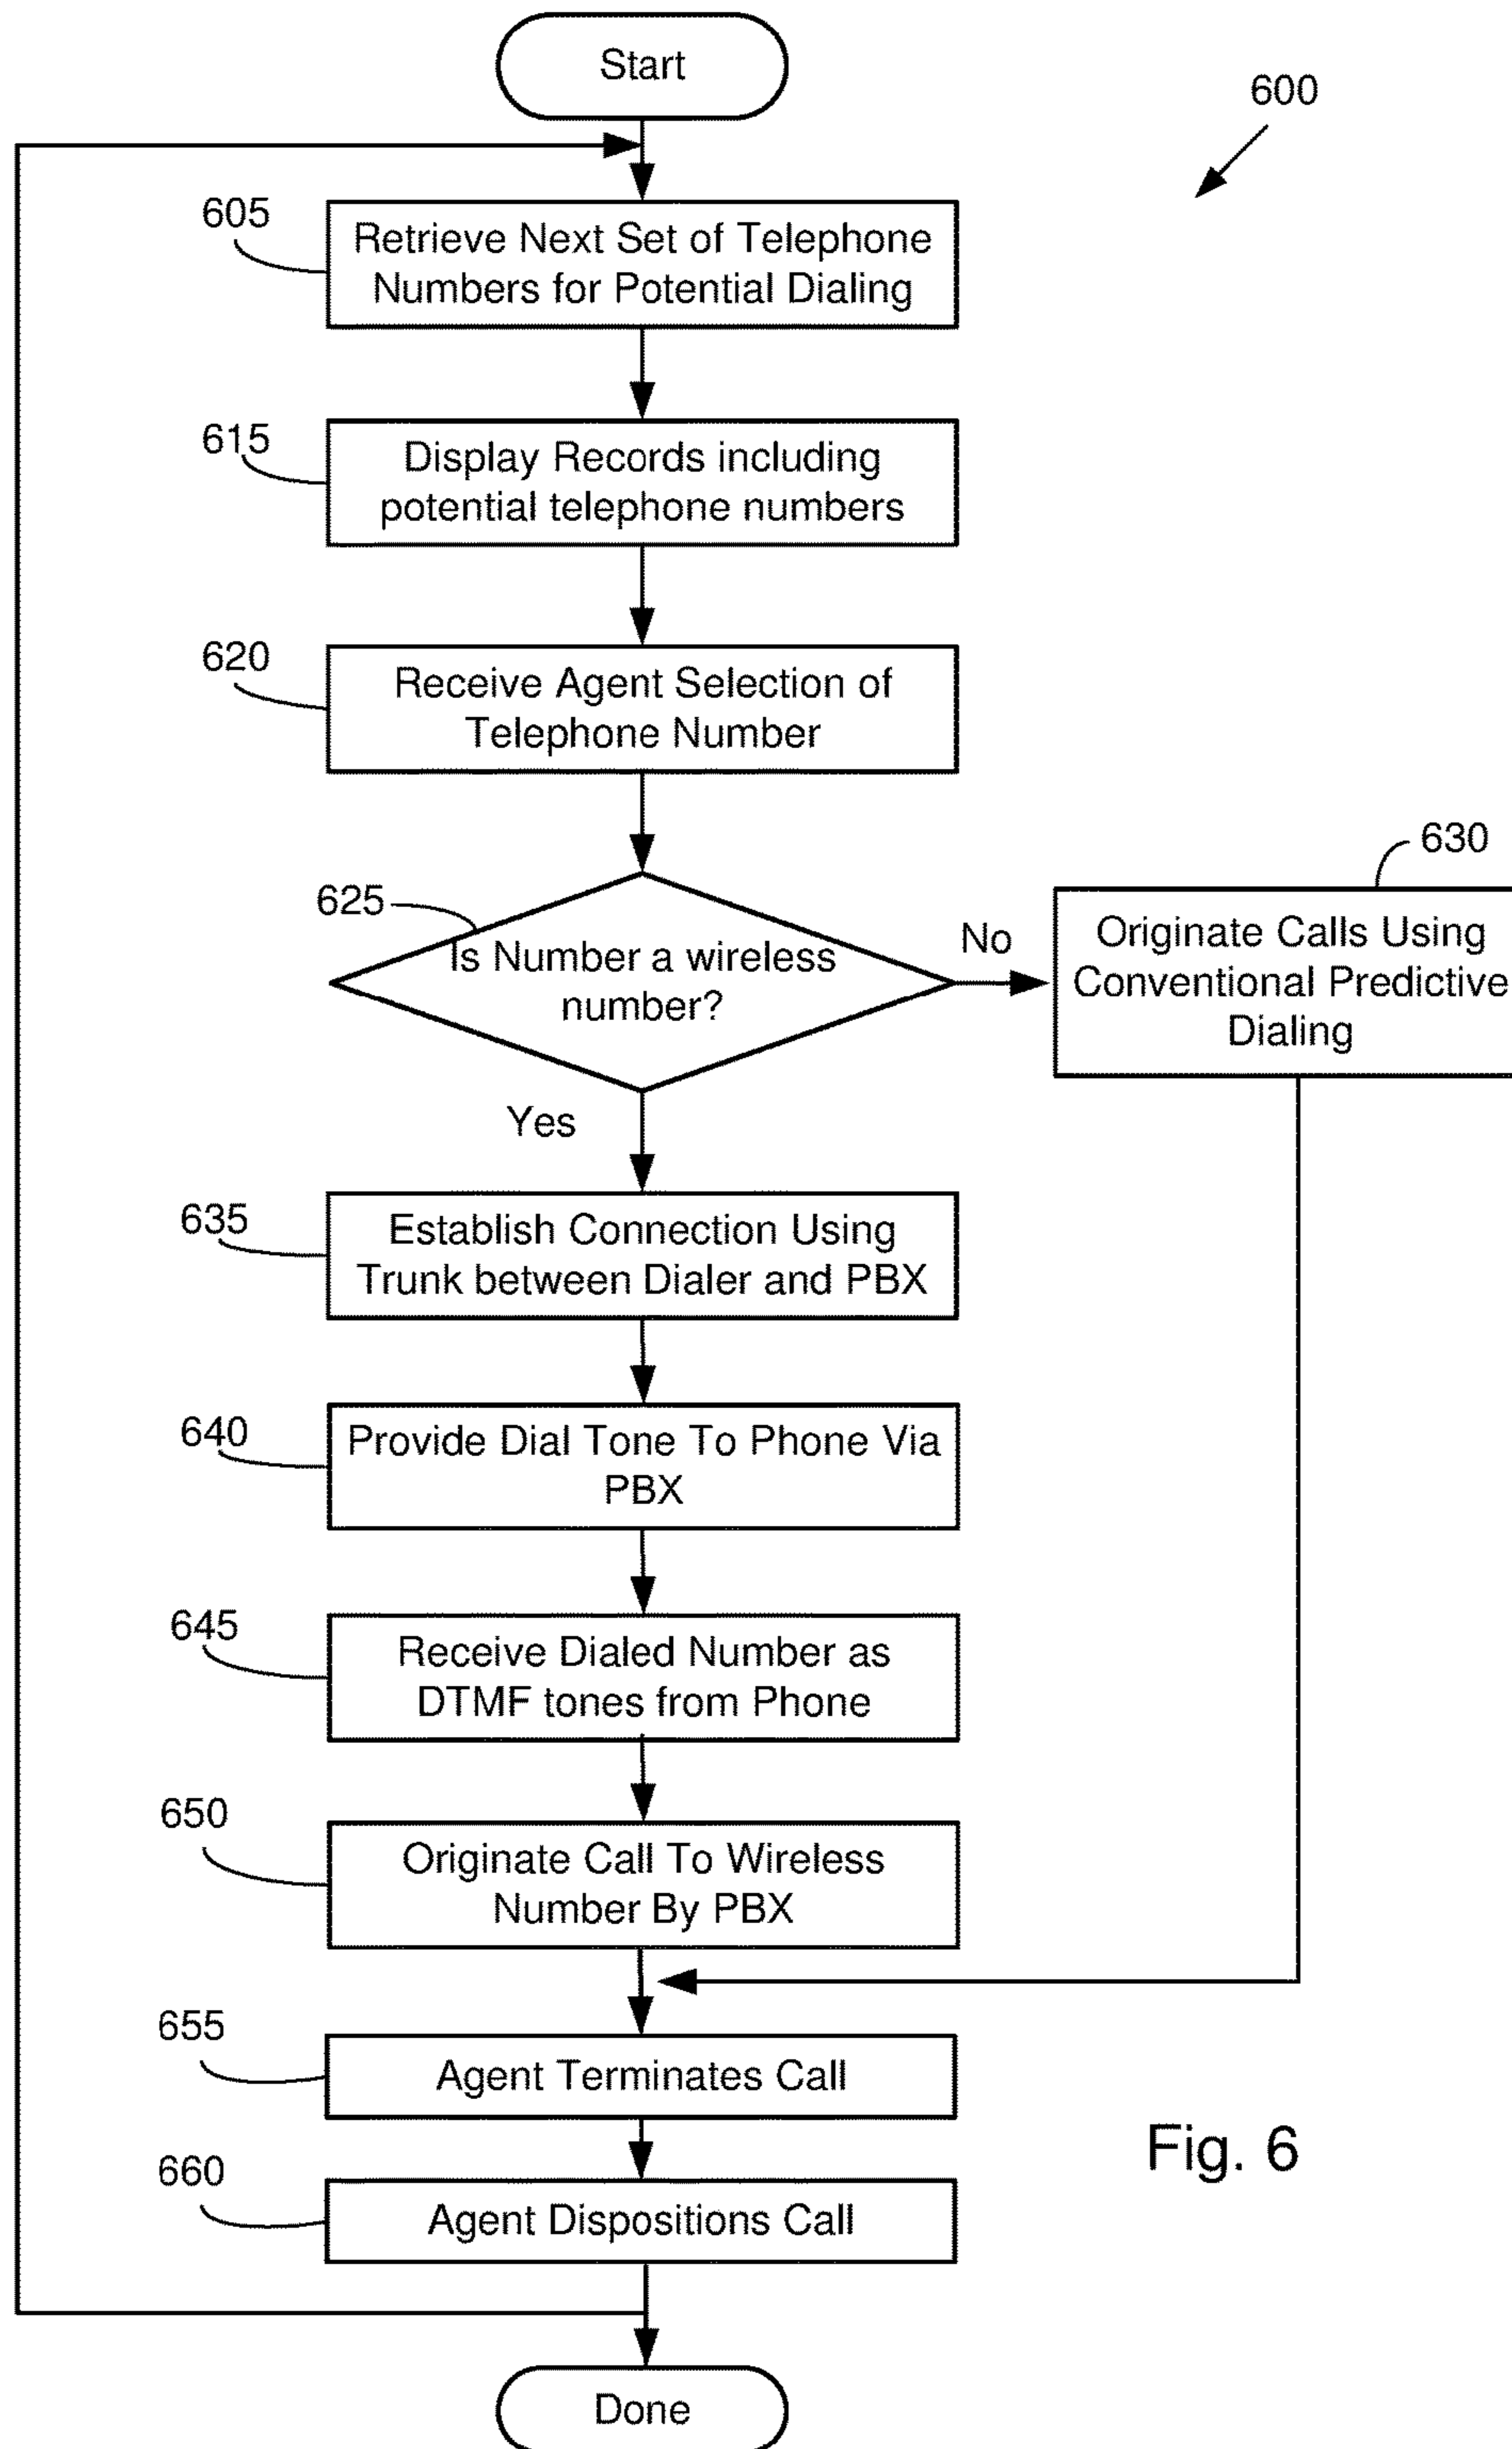 Start
600
605
Retrieve Next Set of Telephone
Numbers for Potential Dialing
615
Display Records including
potential telephone numbers
620
Receive Agent Selection of
Telephone Number
630
625
Is Number a wireless
number?
No
Originate Calls Using
Conventional Predictive
Dialing
Yes
635
Establish Connection Using
Trunk between Dialer and PBX
640
Provide Dial Tone To Phone Via
PBX
645
Receive Dialed Number as
DTMF tones from Phone
650
Originate Call To Wireless
Number By PBX
655
Agent Terminates Call
660
Agent Dispositions Call
Fig. 6
Done